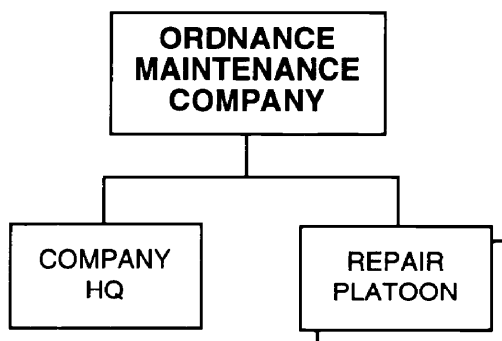 ORDNANCE
MAINTENANCE
COMPANY
COMPANY
HQ
REPAIR
PLATOON